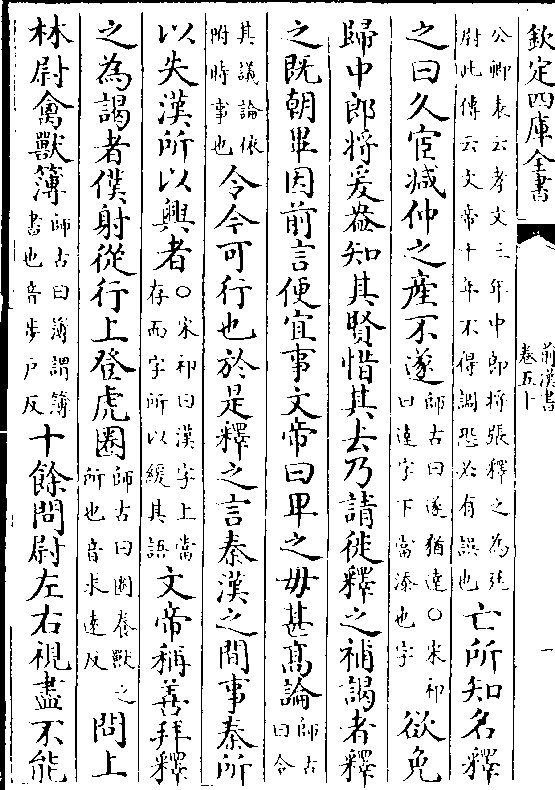 欽定四庫全書
前漢書
卷五十
一
公卿表云孝文三年中郎將張釋之為廷
尉此傳云文帝十年不得調恐必有誤也
亡所知名釋
之曰久宦減仲之產不遂
師古曰遂猶達○宋祁
曰達字下當添也字
欲免
歸中郎將爰盎知其賢惜其去乃請徙釋之補謁者釋
之既朝畢因前言便宜事文帝曰卑之毋甚高論
師古
曰令
其議論依
附時事也
令今可行也於是釋之言秦漢之間事秦所
以失漢所以興者
○宋祁曰漢字上當
存而字所以緩其語
文帝稱善拜釋
之為謁者僕射從行上登虎圈
師古曰圈養獸之
所也音求遠反
問上
林尉禽獸簿
師古曰簿謂簿
書也音步戶反
十餘問尉左右視盡不能